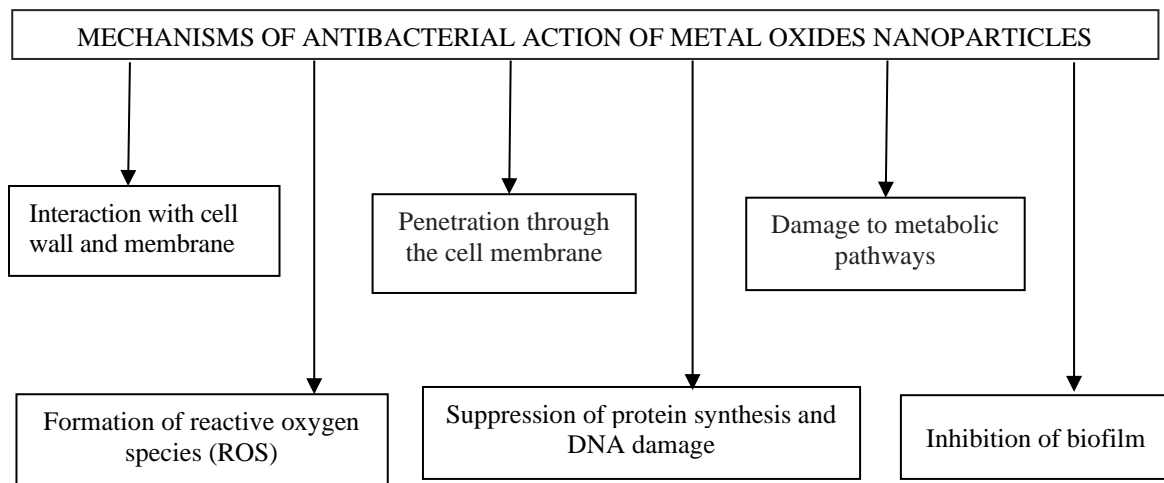 MECHANISMS OF ANTIBACTERIAL ACTION OF METAL OXIDES NANOPARTICLES
Interaction with cell
wall and membrane
Penetration through
the cell membrane
Damage to metabolic
pathways
Formation of reactive oxygen
species (ROS)
Suppression of protein synthesis and
DNA damage
Inhibition of biofilm